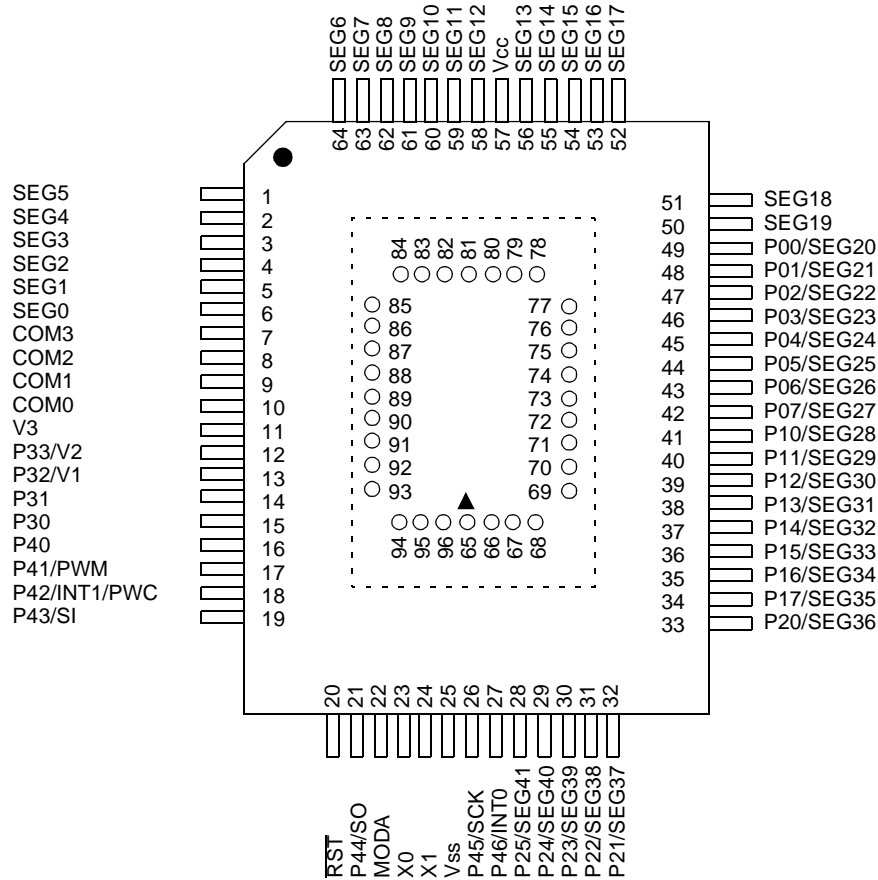 SEG6
SEG7
SEG8
SEG9
SEG10
SEG11
SEG12
Vcc
SEG13
SEG14
SEG15
SEG16
SEG17
64
63
62
61
60
59
58
57
56
55
54
53
52
SEG5 1
SEG4 2
SEG3 3
SEG2 4
SEG1 5
SEG0 6
COM3 7
COM2 8
COM1 9
COM0 10
V3 11
P33/V2 12
P32/V1 13
P31 14
P30 15
P40 16
P41/PWM 17
P42/INT1/PWC 18
P43/SI 19
84
83
82
81
80
79
78
85
86
87
88
89
90
91
92
93
77
76
75
74
73
72
71
70
69
94
95
96
65
66
67
68
51 SEG18
50 SEG19
49 P00/SEG20
48 P01/SEG21
47 P02/SEG22
46 P03/SEG23
45 P04/SEG24
44 P05/SEG25
43 P06/SEG26
42 P07/SEG27
41 P10/SEG28
40 P11/SEG29
39 P12/SEG30
38 P13/SEG31
37 P14/SEG32
36 P15/SEG33
35 P16/SEG34
34 P17/SEG35
33 P20/SEG36
20
21
22
23
24
25
26
27
28
29
30
31
32
RST
P44/SO
MODA
X0
X1
Vss
P45/SCK
P46/INT0
P25/SEG41
P24/SEG40
P23/SEG39
P22/SEG38
P21/SEG37